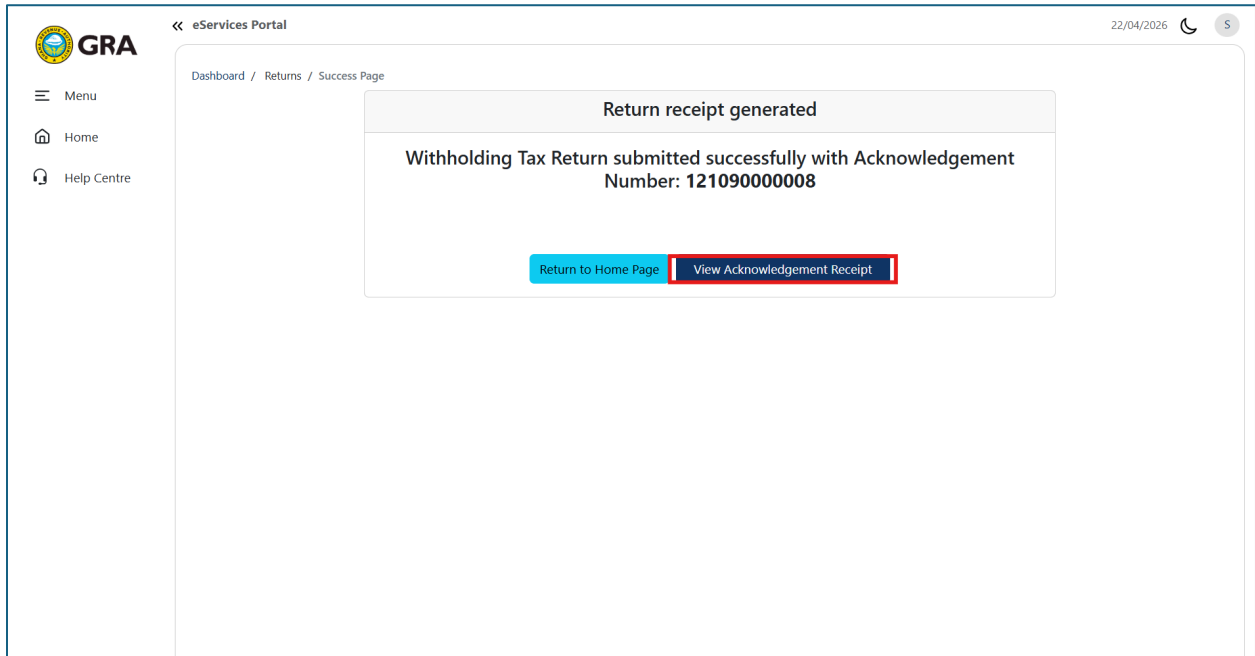 GRA
eServices Portal
22/04/2026
S
Menu
Home
Help Centre
Dashboard / Returns / Success Page
Return receipt generated
Withholding Tax Return submitted successfully with Acknowledgement
Number: 121090000008
Return to Home Page
View Acknowledgement Receipt